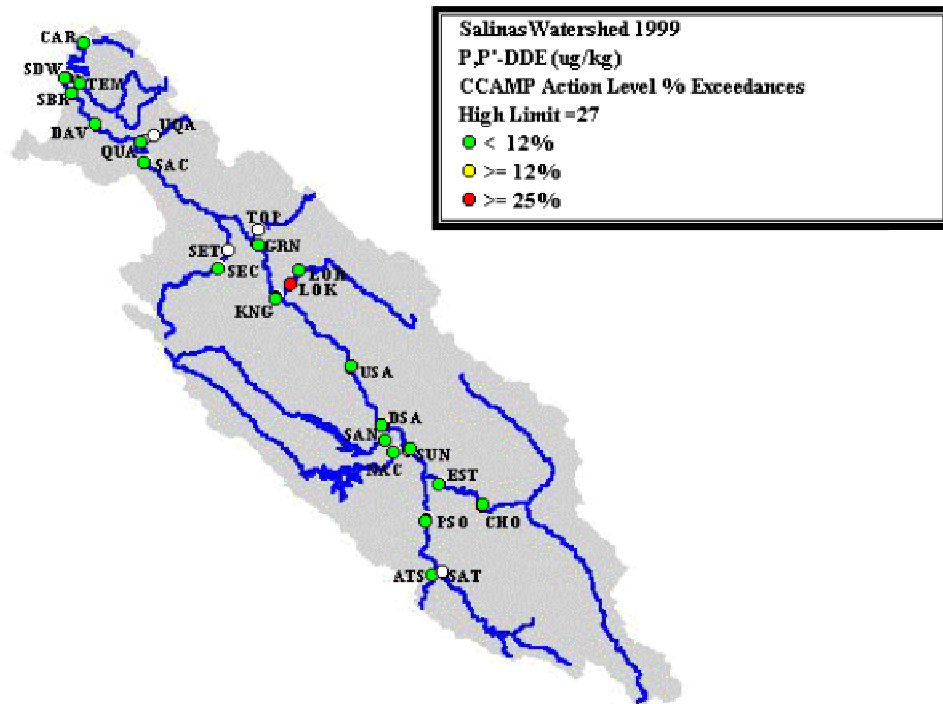 Salinas Watershed 1999
P,P'-DDE (ug/kg)
CCAMP Action Level % Exceedances
High Limit =27
< 12%
>= 12%
>= 25%
CAR
SDW
TEM
SBR
DAV
UQA
QUA
SAC
TOP
SET
GRN
SEC
LOR
LOK
KNG
USA
DSA
SAN
SUN
NAC
EST
PSO
CHO
ATS
SAT